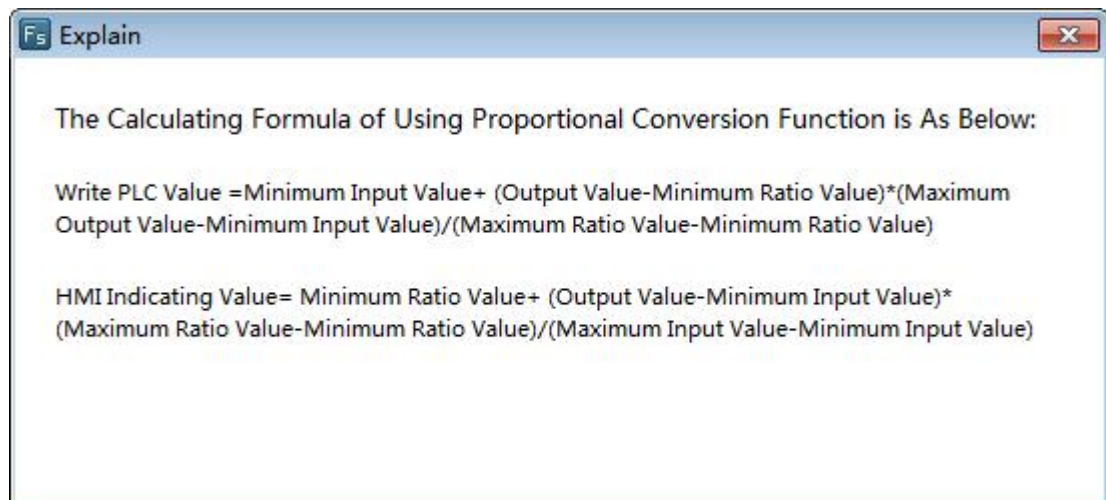 Fs Explain
The Calculating Formula of Using Proportional Conversion Function is As Below:
Write PLC Value =Minimum Input Value+ (Output Value-Minimum Ratio Value)*(Maximum
Output Value-Minimum Input Value)/(Maximum Ratio Value-Minimum Ratio Value)
HMI Indicating Value= Minimum Ratio Value+ (Output Value-Minimum Input Value)*
(Maximum Ratio Value-Minimum Ratio Value)/(Maximum Input Value-Minimum Input Value)